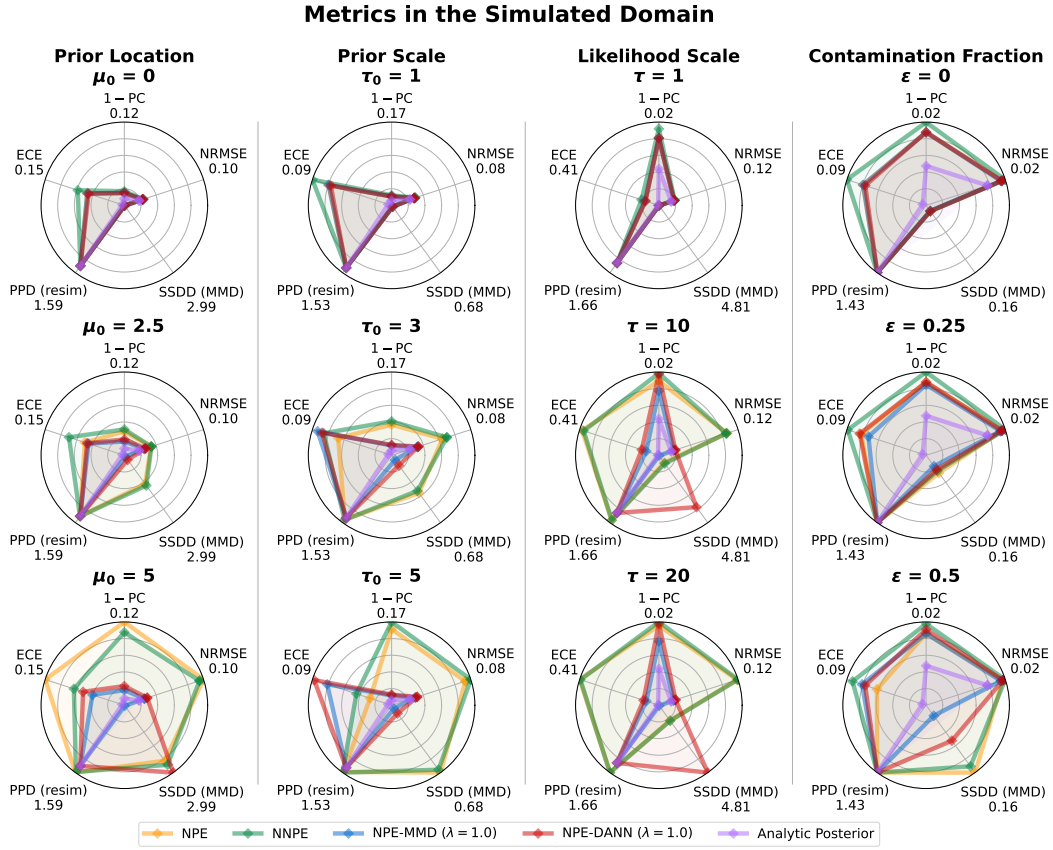 Metrics in the Simulated Domain
Prior Location
μ₀ = 0
1 − PC
0.12
NRMSE
0.10
SSDD (MMD)
2.99
PPD (resim)
1.59
ECE
0.15
Prior Scale
τ₀ = 1
1 − PC
0.17
NRMSE
0.08
SSDD (MMD)
0.68
PPD (resim)
1.53
ECE
0.09
Likelihood Scale
τ = 1
1 − PC
0.02
NRMSE
0.12
SSDD (MMD)
4.81
PPD (resim)
1.66
ECE
0.41
Contamination Fraction
ε = 0
1 − PC
0.02
NRMSE
0.02
SSDD (MMD)
0.16
PPD (resim)
1.43
ECE
0.09
μ₀ = 2.5
1 − PC
0.12
NRMSE
0.10
SSDD (MMD)
2.99
PPD (resim)
1.59
ECE
0.15
τ₀ = 3
1 − PC
0.17
NRMSE
0.08
SSDD (MMD)
0.68
PPD (resim)
1.53
ECE
0.09
τ = 10
1 − PC
0.02
NRMSE
0.12
SSDD (MMD)
4.81
PPD (resim)
1.66
ECE
0.41
ε = 0.25
1 − PC
0.02
NRMSE
0.02
SSDD (MMD)
0.16
PPD (resim)
1.43
ECE
0.09
μ₀ = 5
1 − PC
0.12
NRMSE
0.10
SSDD (MMD)
2.99
PPD (resim)
1.59
ECE
0.15
τ₀ = 5
1 − PC
0.17
NRMSE
0.08
SSDD (MMD)
0.68
PPD (resim)
1.53
ECE
0.09
τ = 20
1 − PC
0.02
NRMSE
0.12
SSDD (MMD)
4.81
PPD (resim)
1.66
ECE
0.41
ε = 0.5
1 − PC
0.02
NRMSE
0.02
SSDD (MMD)
0.16
PPD (resim)
1.43
ECE
0.09
NPE
NNPE
NPE-MMD (λ = 1.0)
NPE-DANN (λ = 1.0)
Analytic Posterior